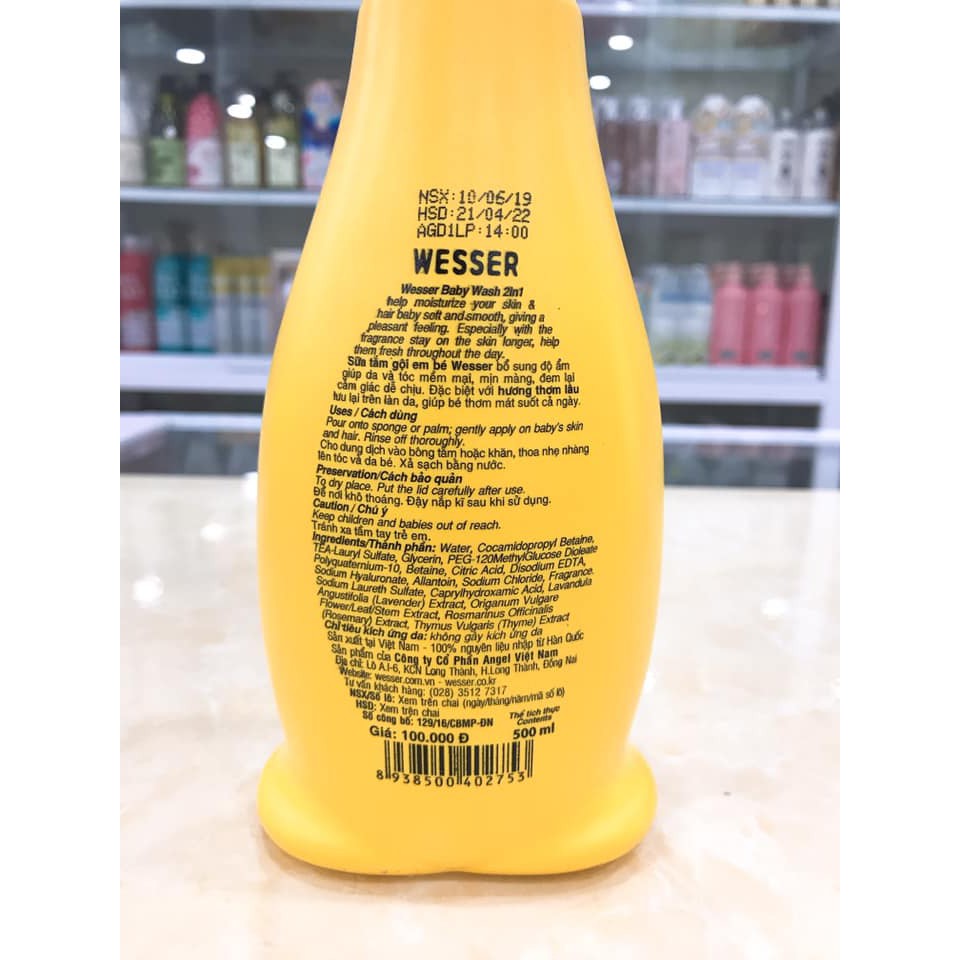 NSX:10/06/19
HSD:21/04/22
AGD1LP:14:00
WESSER
Wesser Baby Wash 2in1
help moisturize your skin &
hair baby soft and smooth, giving a
pleasant feeling. Especially with the
fragrance stay on the skin longer, help
them fresh throughout the day.
Sữa tắm gội em bé Wesser bổ sung độ ẩm
giúp da và tóc mềm mại, mịn màng, đem lại
cảm giác dễ chịu. Đặc biệt với hương thơm lâu
lưu lại trên làn da, giúp bé thơm mát suốt cả ngày.
Uses / Cách dùng
Pour onto sponge or palm; gently apply on baby's skin
and hair. Rinse off thoroughly.
Cho dung dịch vào bông tắm hoặc khăn, thoa nhẹ nhàng
lên tóc và da bé. Xả sạch bằng nước.
Preservation/Cách bảo quản
To dry place. Put the lid carefully after use.
Để nơi khô thoáng. Đậy nắp kĩ sau khi sử dụng.
Caution / Chú ý
Keep children and babies out of reach.
Tránh xa tầm tay trẻ em.
Ingredients/Thành phần: Water, Cocamidopropyl Betaine,
TEA-Lauryl Sulfate, Glycerin, PEG-120MethylGlucose Dioleate
Polyquaternium-10, Betaine, Citric Acid, Disodium EDTA,
Sodium Hyaluronate, Allantoin, Sodium Chloride, Fragrance.
Sodium Laureth Sulfate, Caprylhydroxamic Acid, Lavandula
Angustifolia (Lavender) Extract, Origanum Vulgare
Flower/Leaf/Stem Extract, Rosmarinus Officinalis
(Rosemary) Extract, Thymus Vulgaris (Thyme) Extract
Chỉ tiêu kích ứng da: không gây kích ứng da
Sản xuất tại Việt Nam - 100% nguyên liệu nhập từ Hàn Quốc
Sản phẩm của Công ty Cổ Phần Angel Việt Nam
Địa chỉ: Lô A.I-6, KCN Long Thành, H.Long Thành, Đồng Nai
Website: wesser.com.vn - wesser.co.kr
Tư vấn khách hàng: (028) 3512 7317
NSX/Số lô: Xem trên chai (ngày/tháng/năm/mã số lô)
HSD: Xem trên chai
Số công bố: 129/16/CBMP-ĐN
Thể tích thực
Contents
Giá: 100.000 Đ
500 ml
8 938500 402753